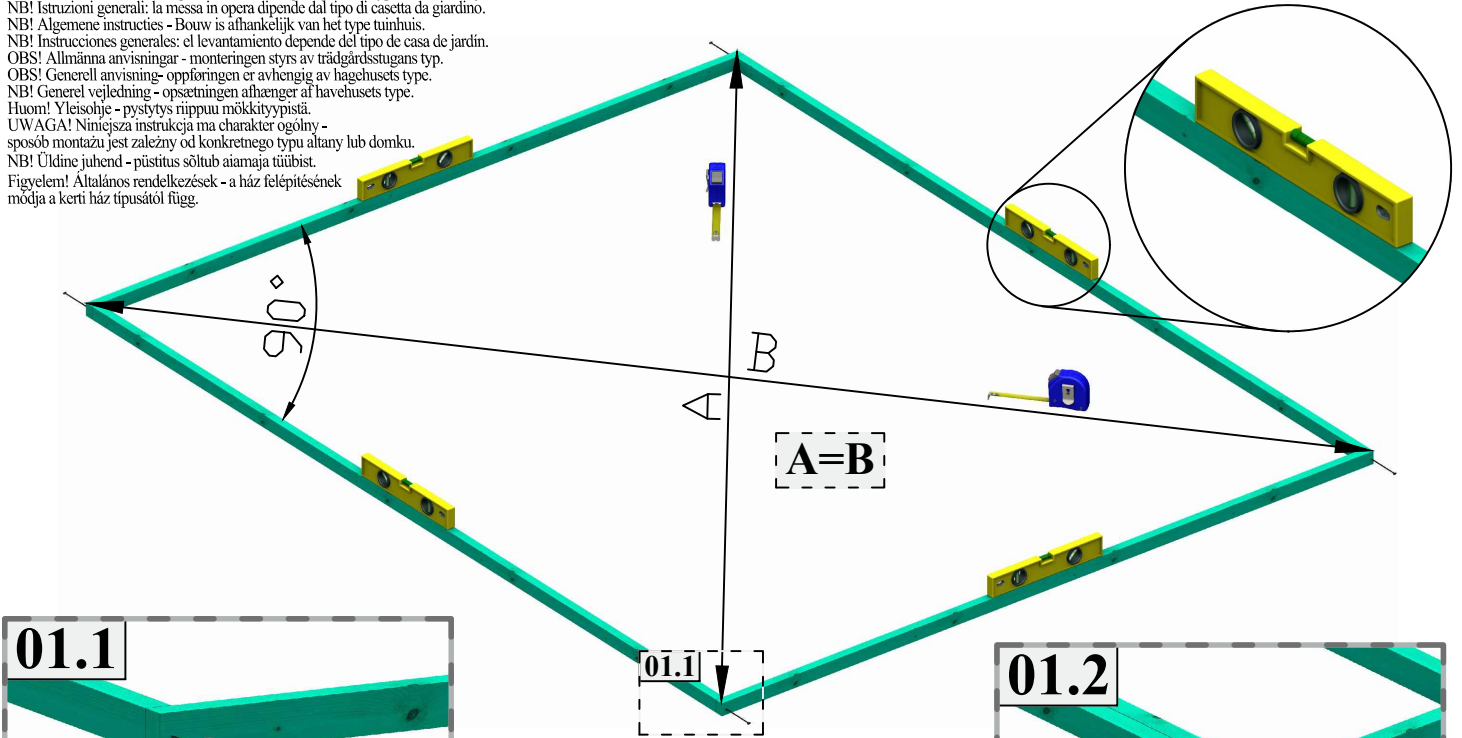 NB! Istruzioni generali: la messa in opera dipende dal tipo di casetta da giardino.
NB! Algemene instructies - Bouw is afhankelijk van het type tuinhuis.
NB! Instrucciones generales: el levantamiento depende del tipo de casa de jardín.
OBS! Allmänna anvisningar - monteringen styrs av trädgårdsstugans typ.
OBS! Generell anvisning- oppføringen er avhengig av hagehusets type.
NB! Generel vejledning - opsætningen afhænger af havehusets type.
Huom! Yleisohje - pystytys riippuu mökkityypistä.
UWAGA! Niniejsza instrukcja ma charakter ogólny -
sposób montażu jest zależny od konkretnego typu altany lub domku.
NB! Üldine juhend - püstitus sõltub aiamaja tüübist.
Figyelem! Általános rendelkezések - a ház felépítésének
módja a kerti ház típusától függ.
90°
B
A
A=B
01.1
01.1
01.2